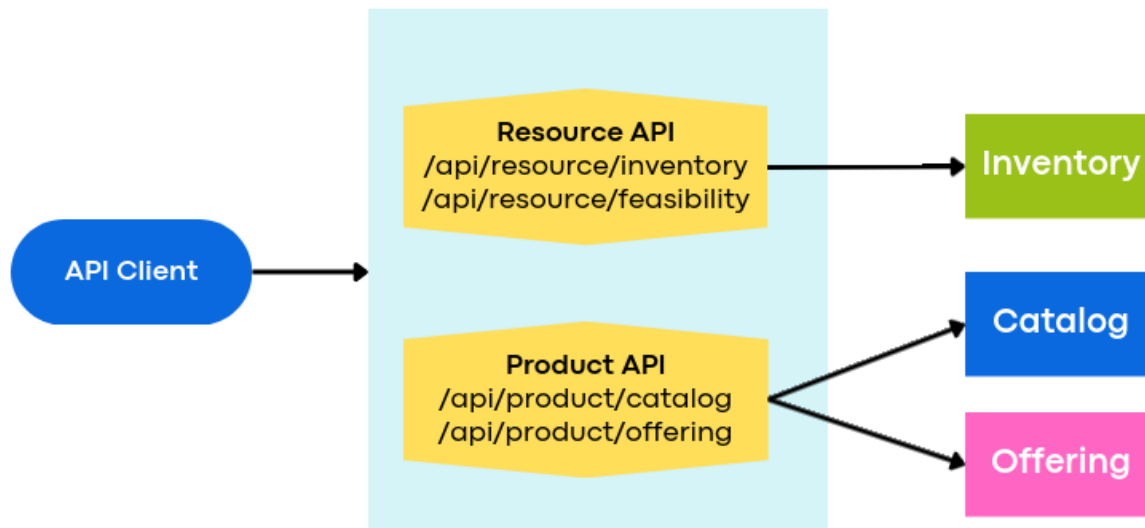 API Client
Resource API
/api/resource/inventory
/api/resource/feasibility
Product API
/api/product/catalog
/api/product/offering
Inventory
Catalog
Offering